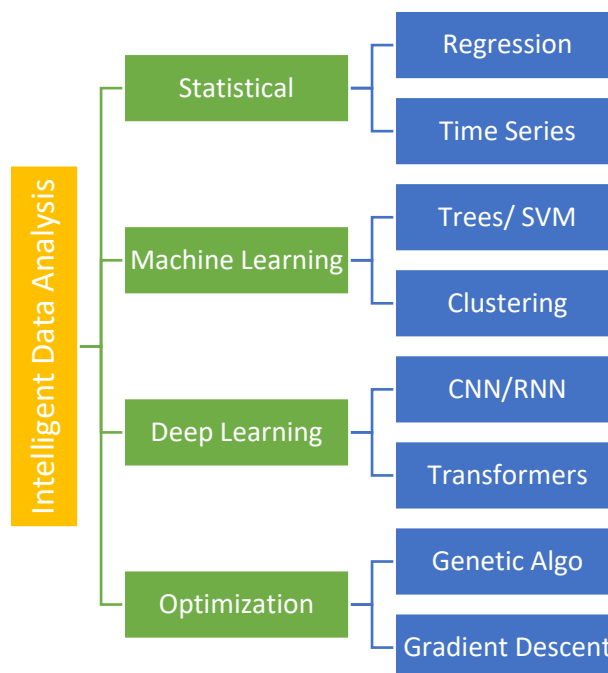 Intelligent Data Analysis
Statistical
Regression
Time Series
Machine Learning
Trees/ SVM
Clustering
Deep Learning
CNN/RNN
Transformers
Optimization
Genetic Algo
Gradient Descent